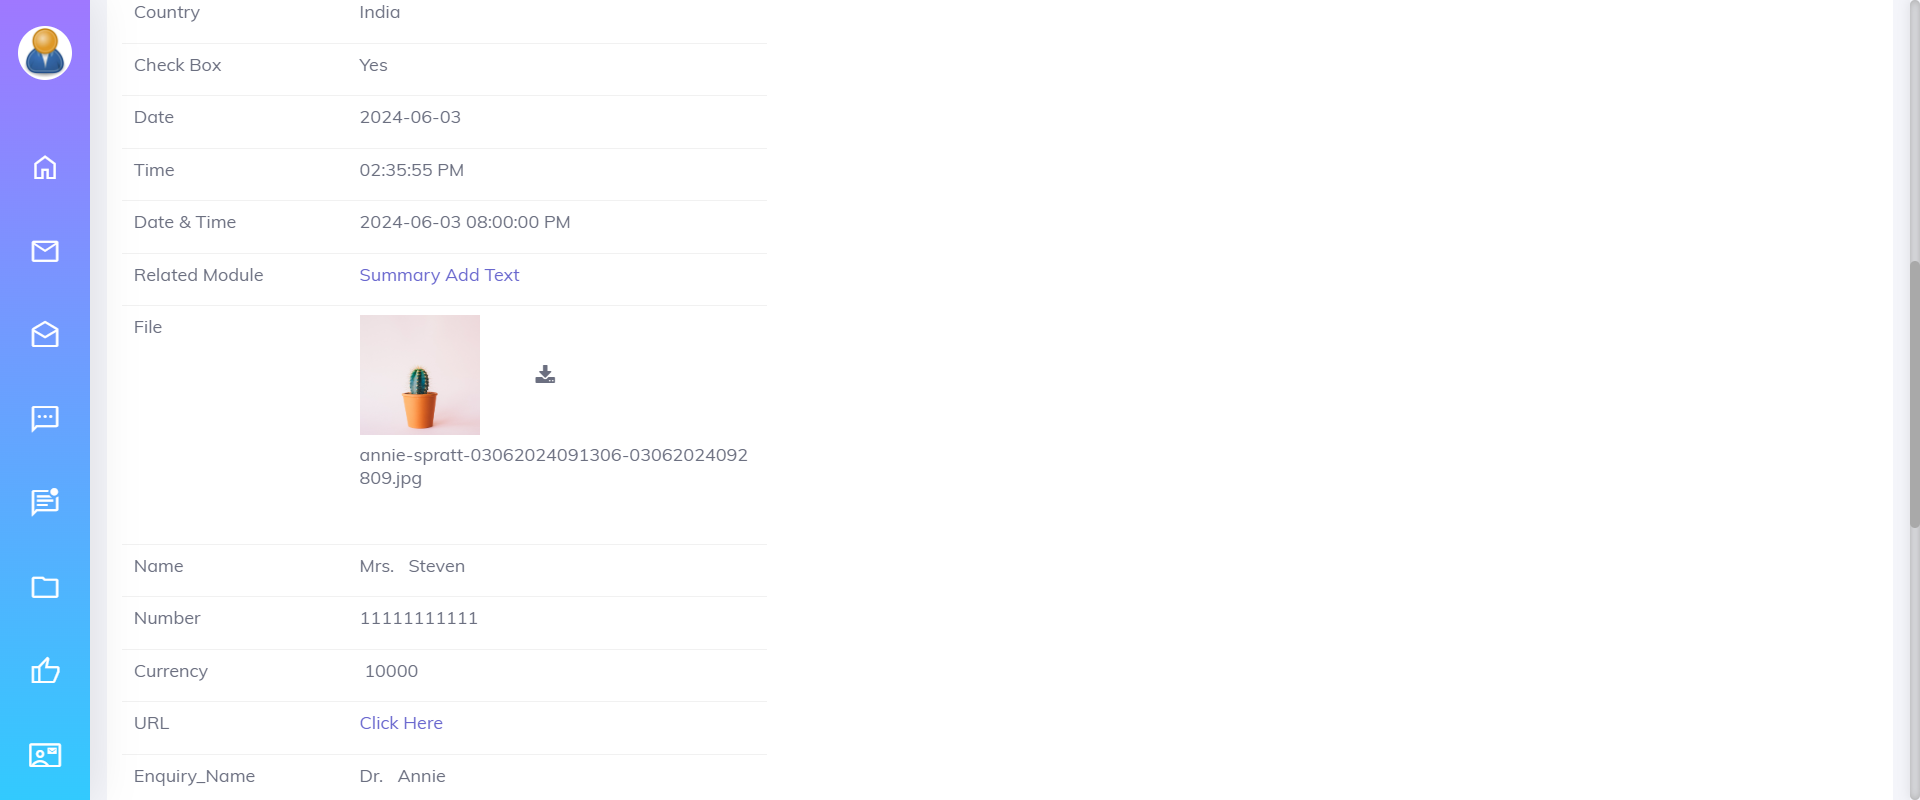 Country India
Check Box Yes
Date 2024-06-03
Time 02:35:55 PM
Date & Time 2024-06-03 08:00:00 PM
Related Module Summary Add Text
File
annie-spratt-03062024091306-03062024092
809.jpg
Name Mrs. Steven
Number 11111111111
Currency 10000
URL Click Here
Enquiry_Name Dr. Annie